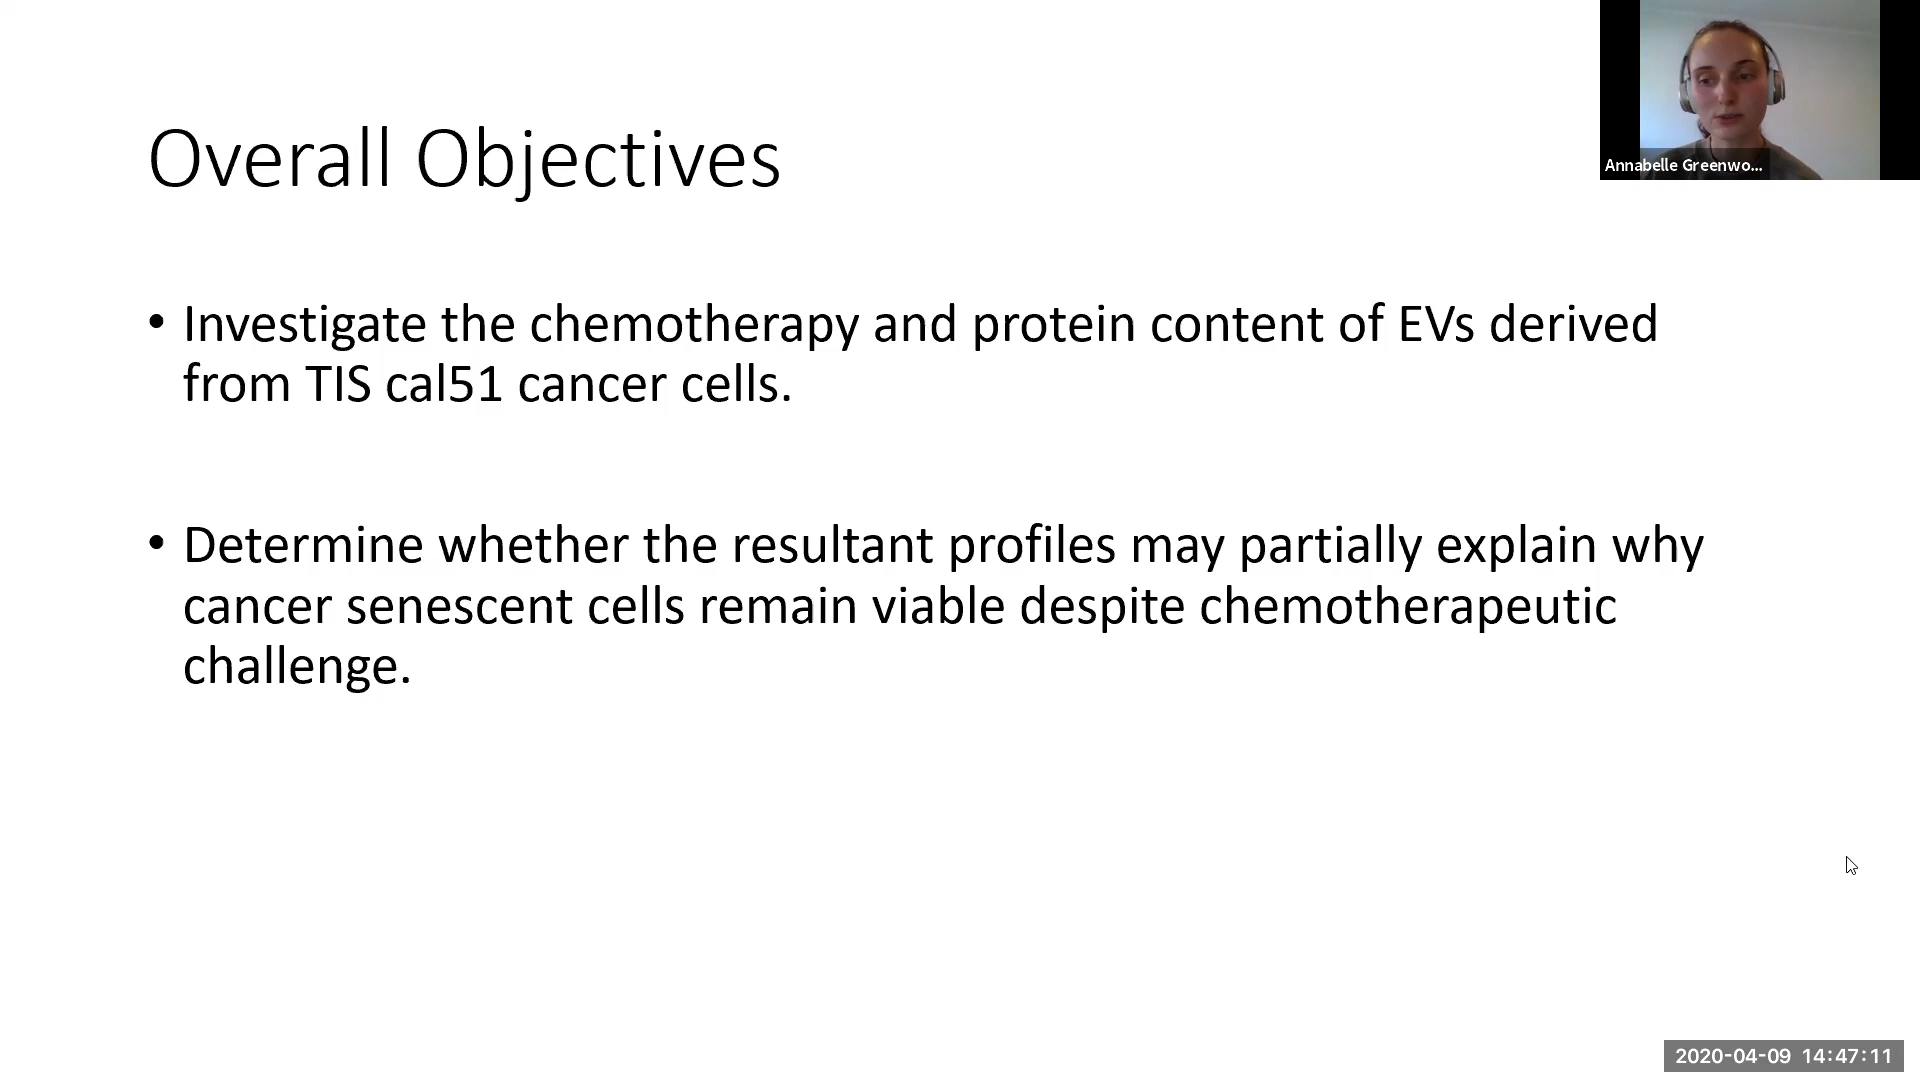 Annabelle Greenwo...
Overall Objectives
• Investigate the chemotherapy and protein content of EVs derived
from TIS cal51 cancer cells.
• Determine whether the resultant profiles may partially explain why
cancer senescent cells remain viable despite chemotherapeutic
challenge.
2020-04-09 14:47:11